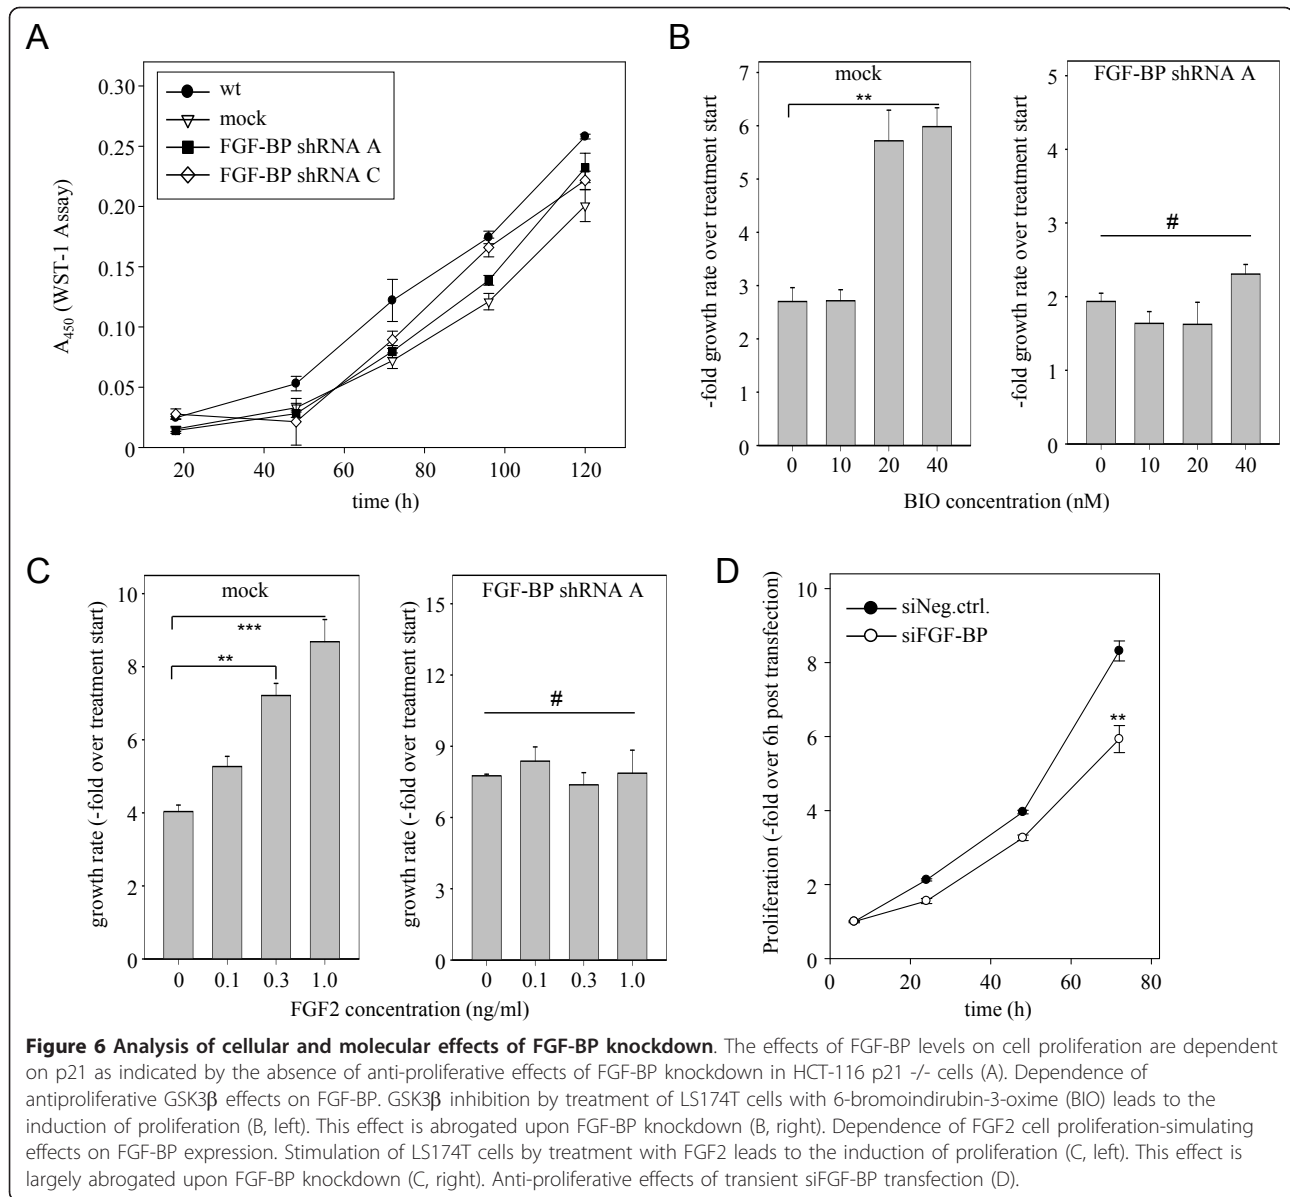 A
A450 (WST-1 Assay)
0.30
0.25
0.20
0.15
0.10
0.05
0
wt
mock
FGF-BP shRNA A
FGF-BP shRNA C
20 40 60 80 100 120
time (h)
B
-fold growth rate over treatment start
7
6
5
4
3
2
1
0
mock
**
0 10 20 40
-fold growth rate over treatment start
5
4
3
2
1
0
FGF-BP shRNA A
#
0 10 20 40
BIO concentration (nM)
C
growth rate (-fold over treatment start)
10
8
6
4
2
0
mock
***
**
0 0.1 0.3 1.0
growth rate (-fold over treatment start)
15
12
9
6
3
0
FGF-BP shRNA A
#
0 0.1 0.3 1.0
FGF2 concentration (ng/ml)
D
Proliferation (-fold over 6h post transfection)
10
8
6
4
2
0
siNeg.ctrl.
siFGF-BP
**
0 20 40 60 80
time (h)
Figure 6 Analysis of cellular and molecular effects of FGF-BP knockdown. The effects of FGF-BP levels on cell proliferation are dependent
on p21 as indicated by the absence of anti-proliferative effects of FGF-BP knockdown in HCT-116 p21 -/- cells (A). Dependence of
antiproliferative GSK3β effects on FGF-BP. GSK3β inhibition by treatment of LS174T cells with 6-bromoindirubin-3-oxime (BIO) leads to the
induction of proliferation (B, left). This effect is abrogated upon FGF-BP knockdown (B, right). Dependence of FGF2 cell proliferation-simulating
effects on FGF-BP expression. Stimulation of LS174T cells by treatment with FGF2 leads to the induction of proliferation (C, left). This effect is
largely abrogated upon FGF-BP knockdown (C, right). Anti-proliferative effects of transient siFGF-BP transfection (D).